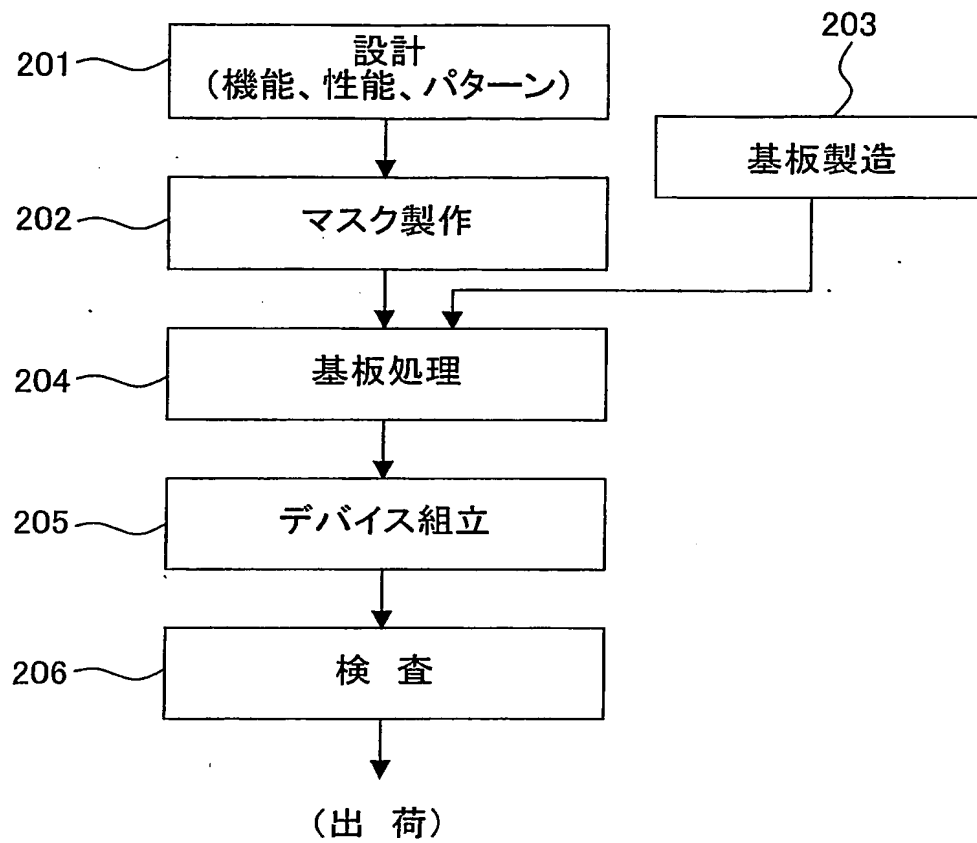 201
設計
(機能、性能、パターン)
203
基板製造
202
マスク製作
204
基板処理
205
デバイス組立
206
検 査
(出 荷)